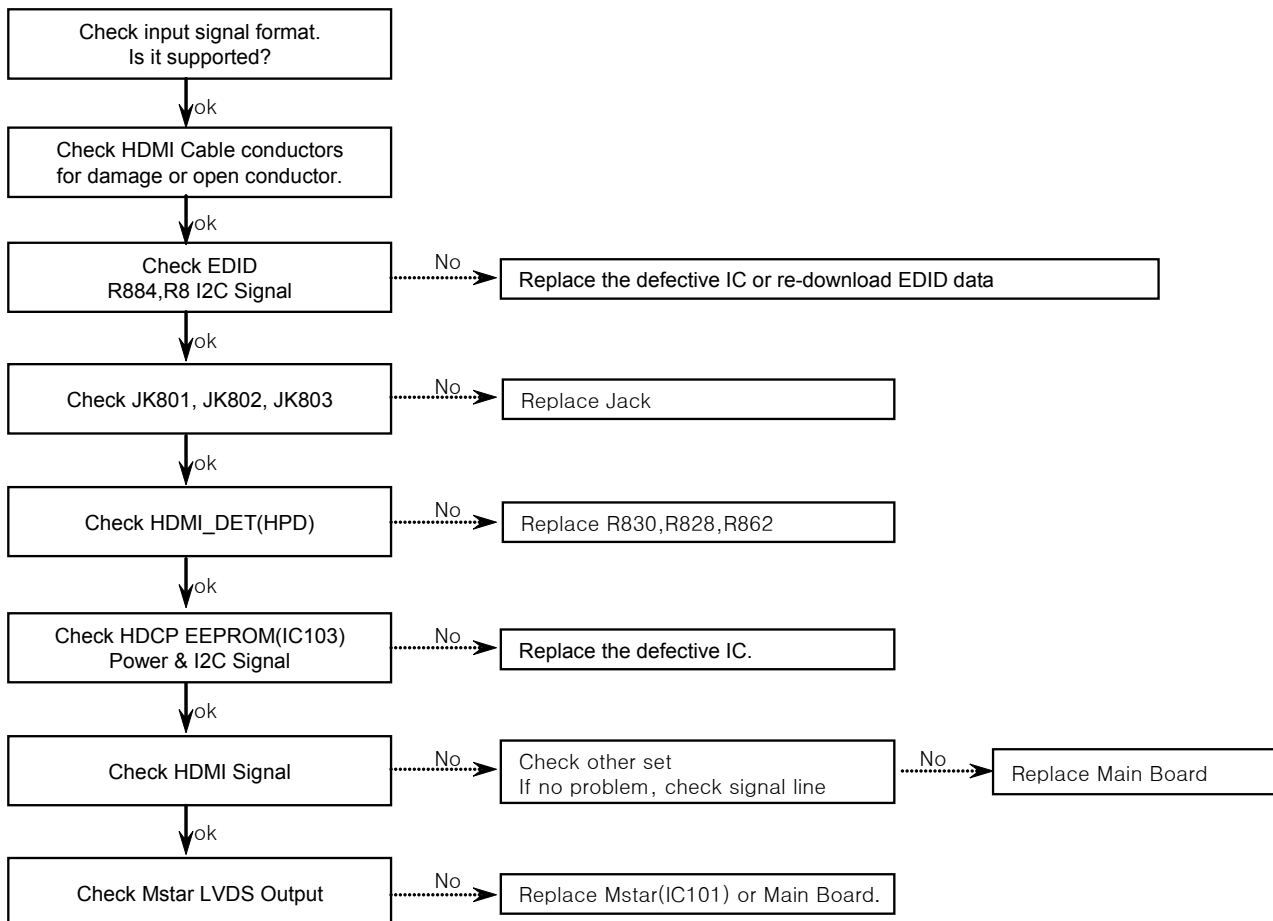 Check input signal format.
Is it supported?
ok
Check HDMI Cable conductors
for damage or open conductor.
ok
Check EDID
R884,R8 I2C Signal
No
Replace the defective IC or re-download EDID data
ok
Check JK801, JK802, JK803
No
Replace Jack
ok
Check HDMI_DET(HPD)
No
Replace R830,R828,R862
ok
Check HDCP EEPROM(IC103)
Power & I2C Signal
No
Replace the defective IC.
ok
Check HDMI Signal
No
Check other set
If no problem, check signal line
No
Replace Main Board
ok
Check Mstar LVDS Output
No
Replace Mstar(IC101) or Main Board.